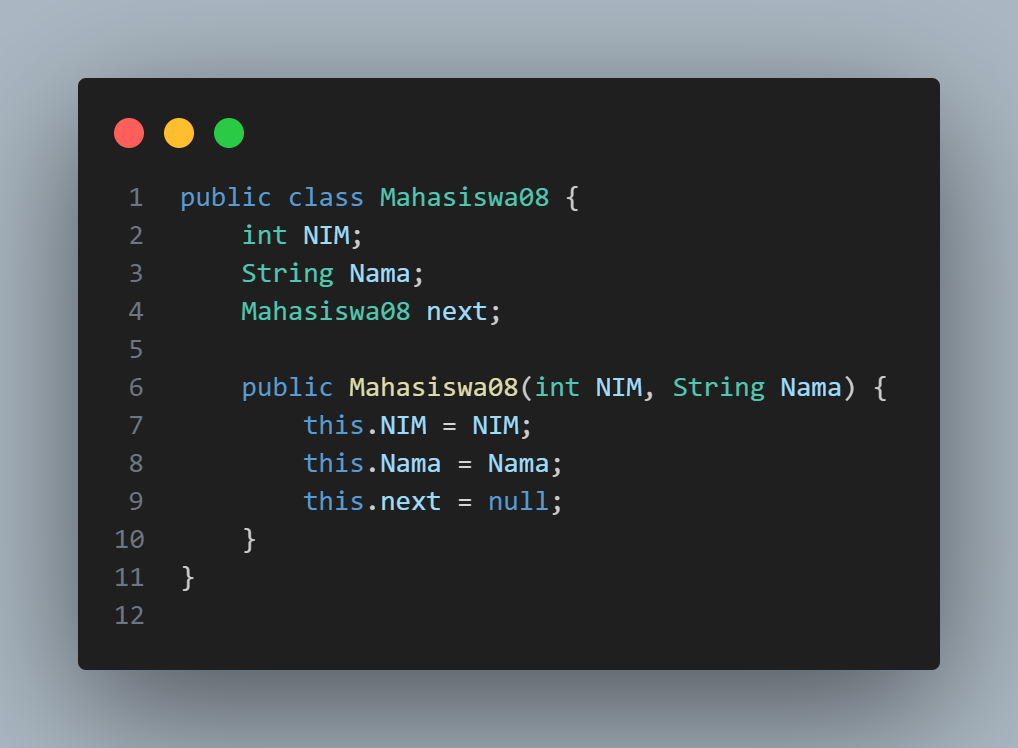 1 public class Mahasiswa08 {
2     int NIM;
3     String Nama;
4     Mahasiswa08 next;
5
6     public Mahasiswa08(int NIM, String Nama) {
7         this.NIM = NIM;
8         this.Nama = Nama;
9         this.next = null;
10     }
11 }
12